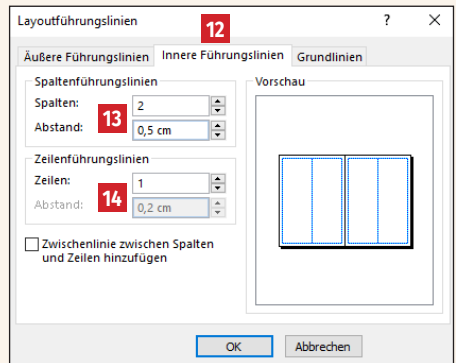 Layoutführungslinien ? ×
12
Äußere Führungslinien Innere Führungslinien Grundlinien
Spaltenführungslinien
Spalten: 2
13
Abstand: 0,5 cm
Zeilenführungslinien
Zeilen: 1
14
Abstand: 0,2 cm
Zwischenlinie zwischen Spalten
und Zeilen hinzufügen
Vorschau
OK Abbrechen